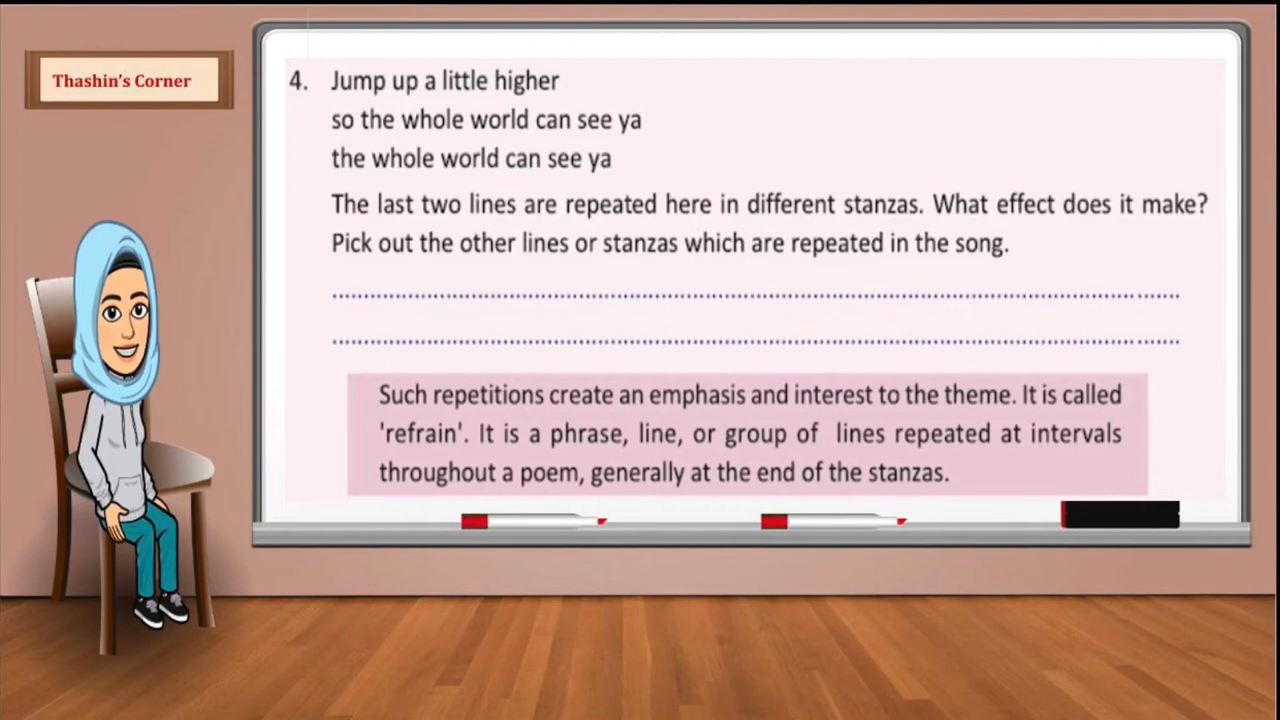 Thashin's Corner
4. Jump up a little higher
so the whole world can see ya
the whole world can see ya
The last two lines are repeated here in different stanzas. What effect does it make?
Pick out the other lines or stanzas which are repeated in the song.
Such repetitions create an emphasis and interest to the theme. It is called
'refrain'. It is a phrase, line, or group of lines repeated at intervals
throughout a poem, generally at the end of the stanzas.